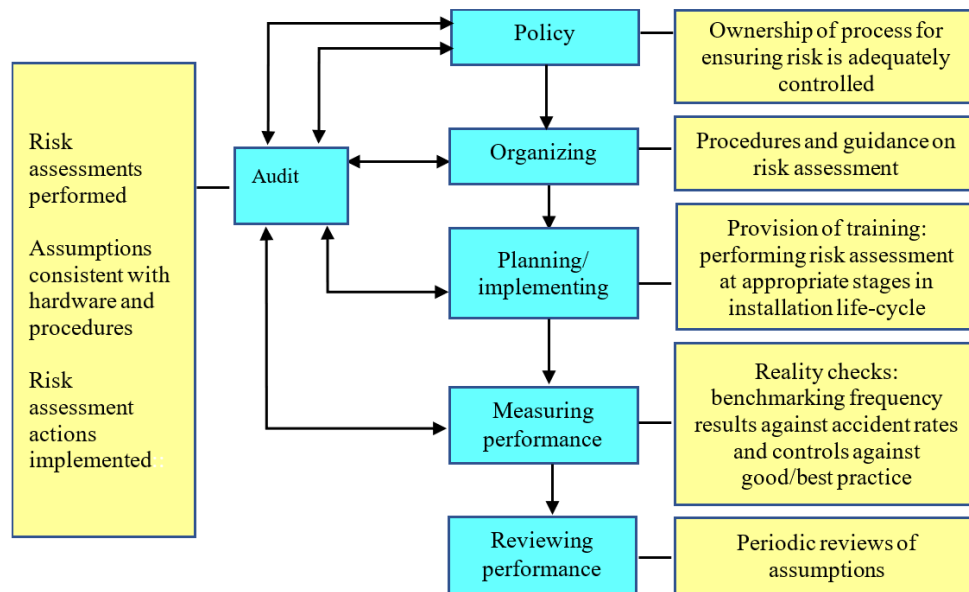 Policy
Ownership of process for
ensuring risk is adequately
controlled
Risk
assessments
performed
Assumptions
consistent with
hardware and
procedures
Risk
assessment
actions
implemented
Audit
Organizing
Procedures and guidance on
risk assessment
Planning/
implementing
Provision of training:
performing risk assessment
at appropriate stages in
installation life-cycle
Measuring
performance
Reality checks:
benchmarking frequency
results against accident rates
and controls against
good/best practice
Reviewing
performance
Periodic reviews of
assumptions